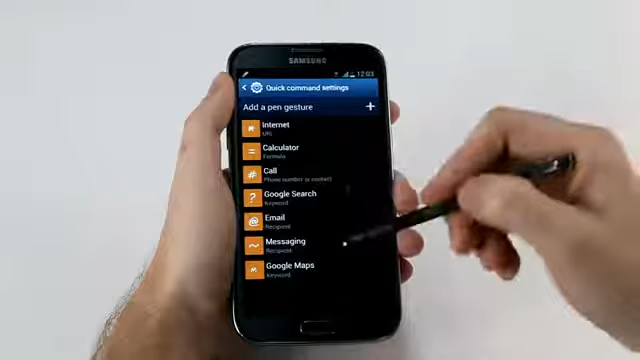 SAMSUNG
12:03
Quick command settings
Add a pen gesture +
Internet
URL
= Calculator
Formula
# Call
Phone number or contact
? Google Search
Keyword
@ Email
Recipient
~ Messaging
Recipient
Google Maps
Keyword